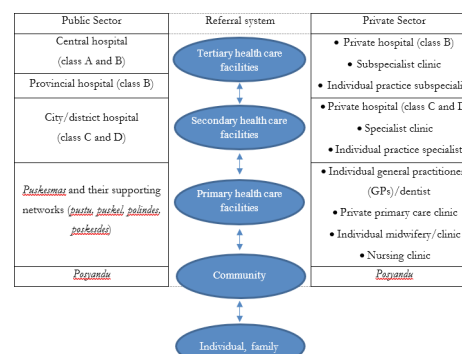 Public Sector
Referral system
Private Sector
Central hospital
(class A and B)
Provincial hospital (class B)
City/district hospital
(class C and D)
Puskesmas and their supporting
networks (pustu, puskel, polindes,
poskesdes)
Posyandu
Tertiary health care
facilities
Secondary health care
facilities
Primary health care
facilities
Community
Individual, family
• Private hospital (class B)
• Subspecialist clinic
• Individual practice subspeciali
• Private hospital (class C and D
• Specialist clinic
• Individual practice specialist
• Individual general practitione
(GPs)/dentist
• Private primary care clinic
• Individual midwifery/clinic
• Nursing clinic
Posyandu